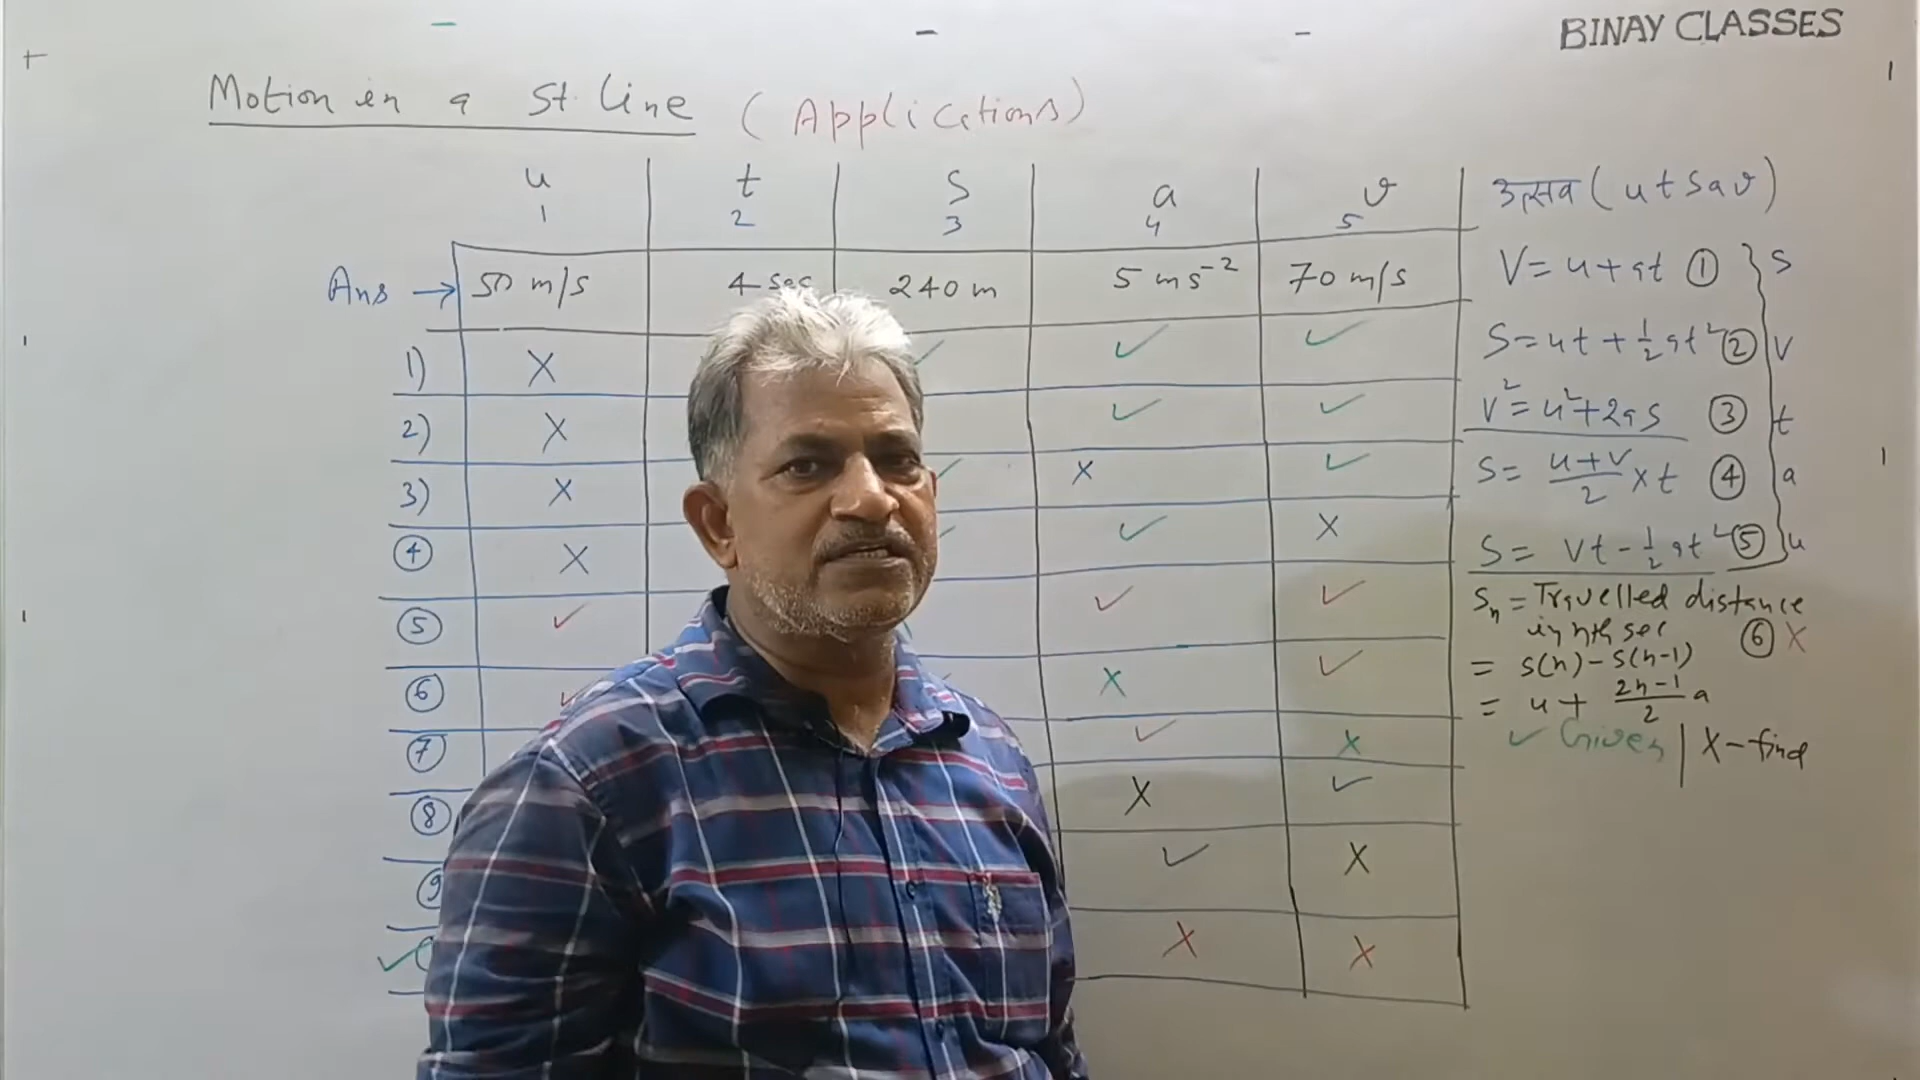 BINAY CLASSES
Motion in a St. Line (Applications)
u t S a v
1 2 3 4 5
उत्सव (utsav)
Ans → 50 m/s 4 sec 240 m 5 ms⁻² 70 m/s
V = u + at ① S
1) X ✓ ✓ ✓
S = ut + ½at² ② V
2) X ✓ ✓
V² = u² + 2as ③ t
3) X ✓ X ✓
S = (u+v)/2 × t ④ a
④ X ✓ ✓ X
S = Vt - ½at² ⑤ u
⑤ ✓ ✓ ✓
Sₙ = Travelled distance
in nth sec ⑥ X
⑥ ✓ X ✓
= S(n) - S(n-1)
= u + (2n-1)/2 a
⑦ ✓ X
✓ Given | X - find
⑧ X ✓
⑨ ✓ X
✓ X X